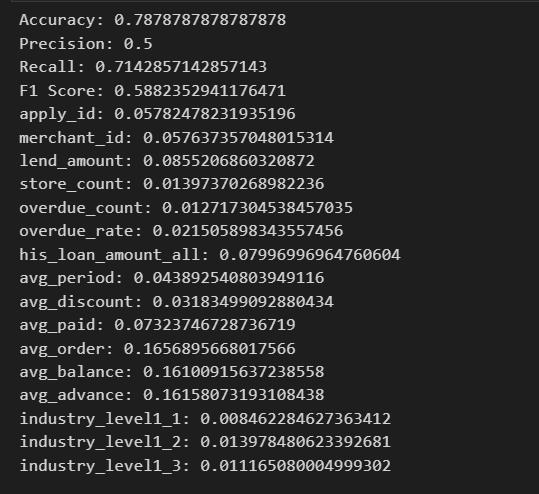 Accuracy: 0.7878787878787878
Precision: 0.5
Recall: 0.7142857142857143
F1 Score: 0.5882352941176471
apply_id: 0.05782478231935196
merchant_id: 0.057637357048015314
lend_amount: 0.0855206860320872
store_count: 0.01397370268982236
overdue_count: 0.012717304538457035
overdue_rate: 0.021505898343557456
his_loan_amount_all: 0.07996996964760604
avg_period: 0.043892540803949116
avg_discount: 0.03183499092880434
avg_paid: 0.07323746728736719
avg_order: 0.1656895668017566
avg_balance: 0.16100915637238558
avg_advance: 0.16158073193108438
industry_level1_1: 0.008462284627363412
industry_level1_2: 0.013978480623392681
industry_level1_3: 0.011165080004999302